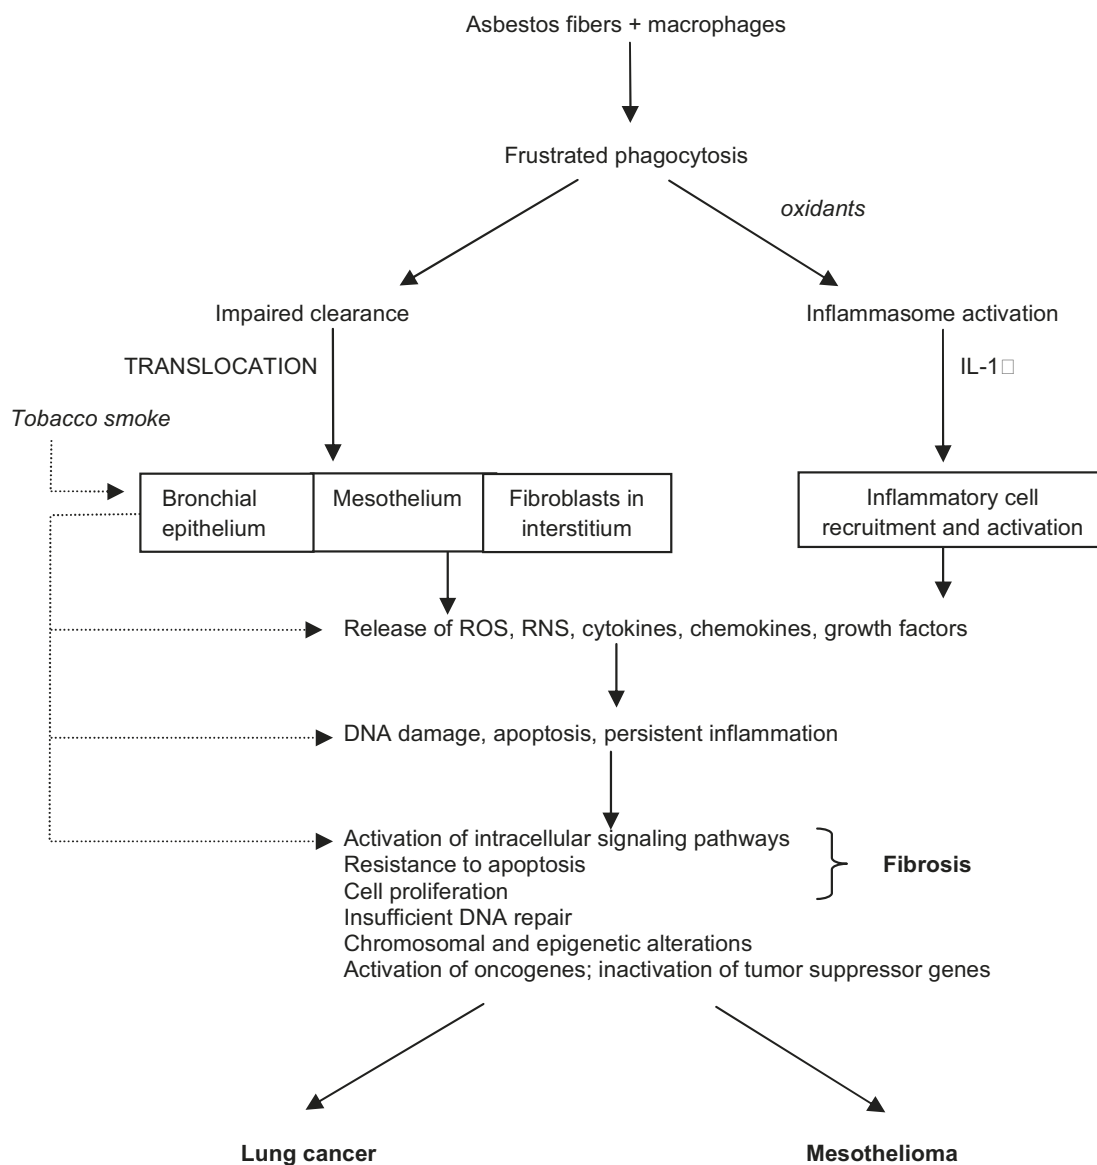 Asbestos fibers + macrophages
Frustrated phagocytosis
oxidants
Impaired clearance
Inflammasome activation
TRANSLOCATION
IL-1□
Tobacco smoke
Bronchial
epithelium
Mesothelium
Fibroblasts in
interstitium
Inflammatory cell
recruitment and activation
Release of ROS, RNS, cytokines, chemokines, growth factors
DNA damage, apoptosis, persistent inflammation
Activation of intracellular signaling pathways
Resistance to apoptosis
Cell proliferation
Fibrosis
Insufficient DNA repair
Chromosomal and epigenetic alterations
Activation of oncogenes; inactivation of tumor suppressor genes
Lung cancer
Mesothelioma